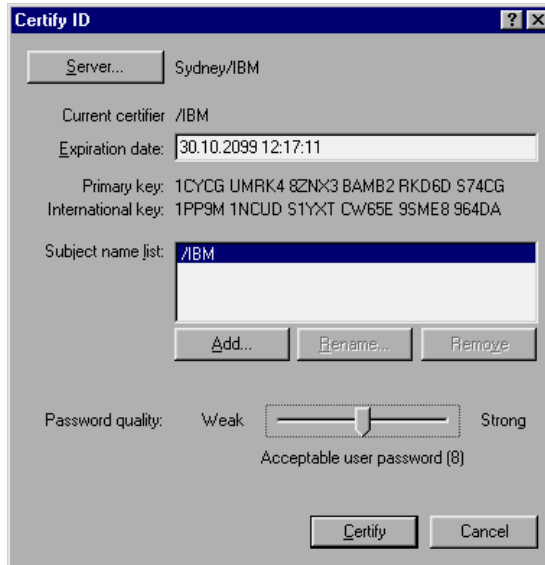 Certify ID
Server... Sydney/IBM
Current certifier /IBM
Expiration date: 30.10.2099 12:17:11
Primary key: 1CYCG UMRK4 8ZNX3 BAMB2 RKD6D S74CG
International key: 1PP9M 1NCUD S1YXT CW65E 9SME8 964DA
Subject name list: /IBM
Add... Rename... Remove
Password quality: Weak Strong
Acceptable user password (8)
Certify Cancel